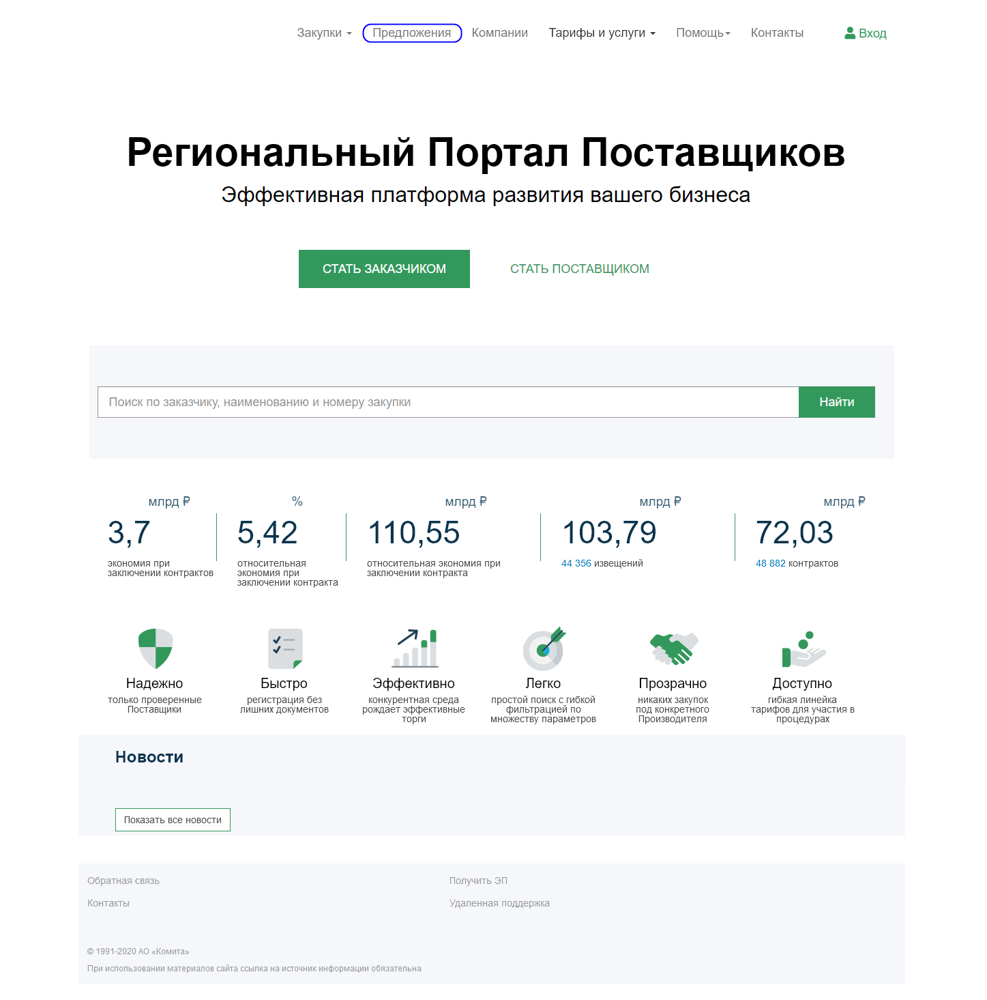 Закупки Предложения Компании Тарифы и услуги Помощь Контакты Вход
Региональный Портал Поставщиков
Эффективная платформа развития вашего бизнеса
СТАТЬ ЗАКАЗЧИКОМ СТАТЬ ПОСТАВЩИКОМ
Поиск по заказчику, наименованию и номеру закупки Найти
млрд ₽
3,7
экономия при
заключении контрактов
%
5,42
относительная
экономия при
заключении контракта
млрд ₽
110,55
относительная экономия при
заключении контракта
млрд ₽
103,79
44 356 извещений
млрд ₽
72,03
48 882 контрактов
Надежно
только проверенные
Поставщики
Быстро
регистрация без
лишних документов
Эффективно
конкурентная среда
рождает эффективные
торги
Легко
простой поиск с гибкой
фильтрацией по
множеству параметров
Прозрачно
никаких закупок
под конкретного
Производителя
Доступно
гибкая линейка
тарифов для участия в
процедурах
Новости
Показать все новости
Обратная связь
Контакты
Получить ЭП
Удаленная поддержка
© 1991-2020 АО «Комита»
При использовании материалов сайта ссылка на источник информации обязательна